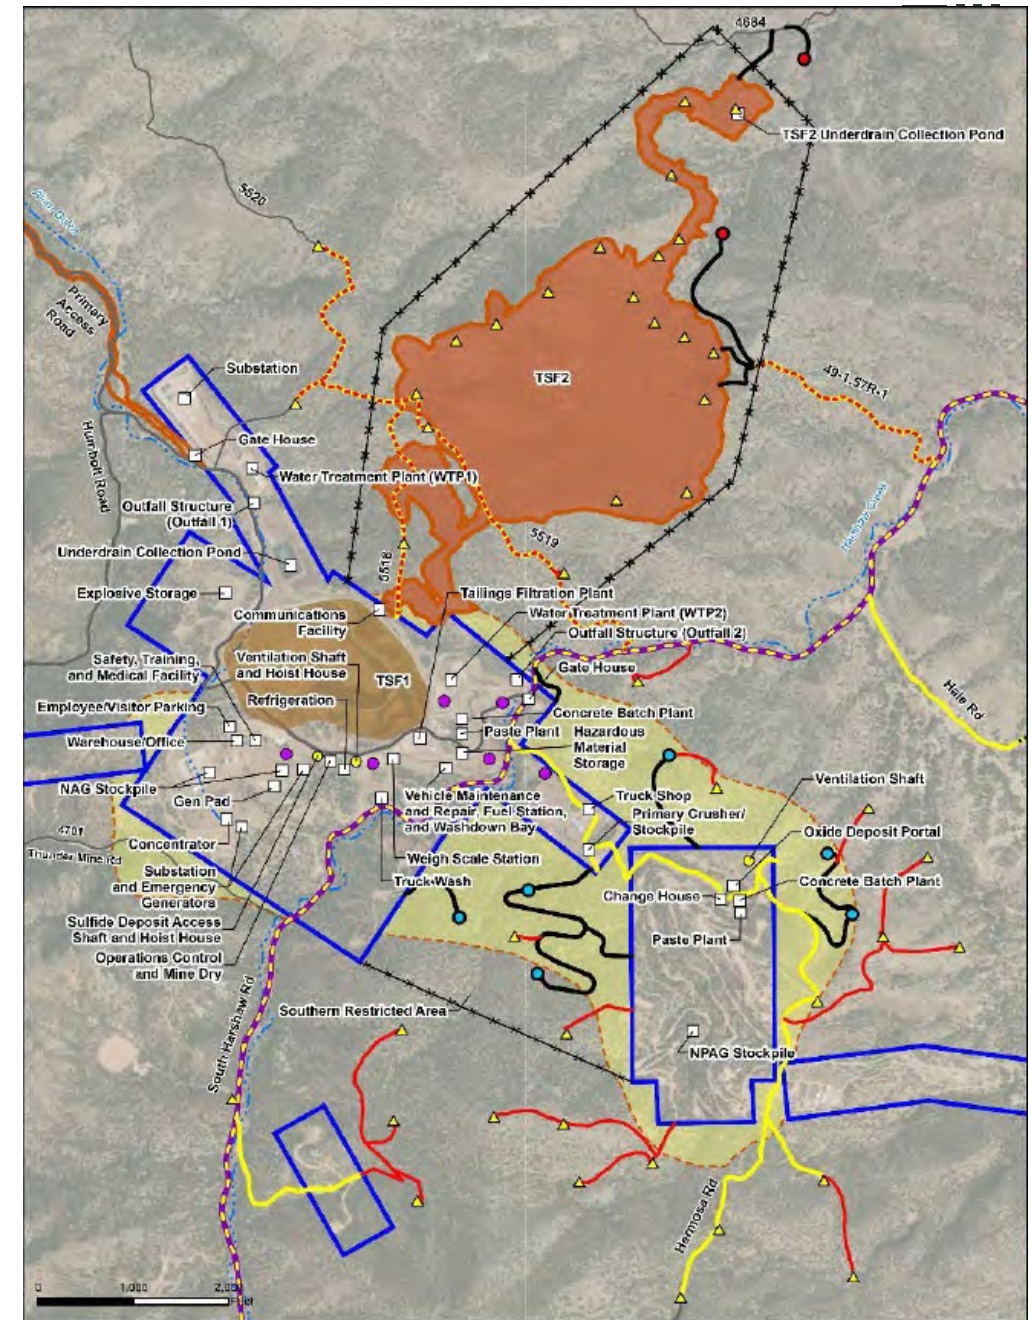 4684
TSF2 Underdrain Collection Pond
5520
Primary
Access
Road
Substation
TSF2
49-1.57R-1
Gate House
Humbolt Road
Water Treatment Plant (WTP1)
Outfall Structure
(Outfall 1)
Harshaw Creek
5519
Underdrain Collection Pond
5518
Explosive Storage
Tailings Filtration Plant
Communications
Facility
Water Treatment Plant (WTP2)
Outfall Structure (Outfall 2)
Safety, Training,
and Medical Facility
Ventilation Shaft
and Hoist House
TSF1
Gate House
Hale Rd
Refrigeration
Employee/Visitor Parking
Concrete Batch Plant
Warehouse/Office
Paste Plant
Hazardous
Material
Storage
NAG Stockpile
Ventilation Shaft
Gen Pad
Vehicle Maintenance
and Repair, Fuel Station,
and Washdown Bay
Truck Shop
Primary Crusher/
Stockpile
Oxide Deposit Portal
4701
Thunder Mine Rd
Concentrator
Weigh Scale Station
Substation
and Emergency
Generators
Truck Wash
Concrete Batch Plant
Change House
Sulfide Deposit Access
Shaft and Hoist House
Paste Plant
Operations Control
and Mine Dry
Southern Restricted Area
South Harshaw Rd
NPAG Stockpile
Hermosa Rd
0 1,000 2,000
Feet